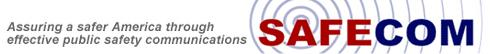 Assuring a safer America through
effective public safety communications
SAFECOM